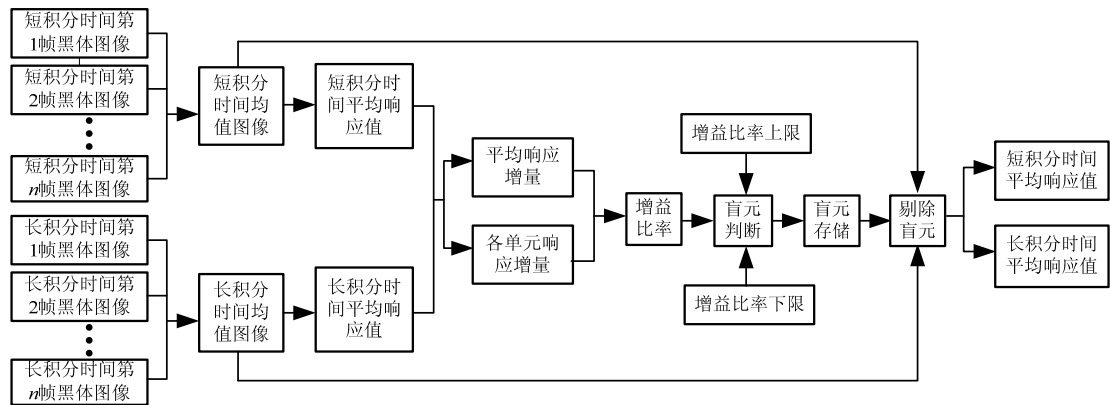 短积分时间第
1帧黑体图像
短积分时间第
2帧黑体图像
短积分时间第
n帧黑体图像
长积分时间第
1帧黑体图像
长积分时间第
2帧黑体图像
长积分时间第
n帧黑体图像
短积分
时间均
值图像
长积分
时间均
值图像
短积分时
间平均响
应值
长积分时
间平均响
应值
平均响应
增量
各单元响
应增量
增益
比率
增益比率上限
盲元
判断
增益比率下限
盲元
存储
剔除
盲元
短积分时间
平均响应值
长积分时间
平均响应值